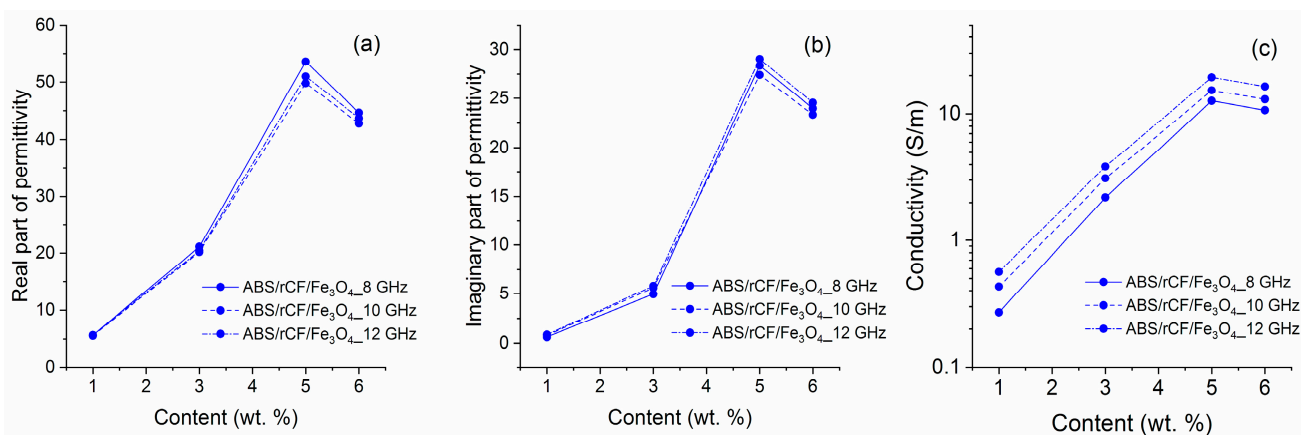 (a)
Real part of permittivity
60
50
40
30
20
10
0
ABS/rCF/Fe₃O₄_8 GHz
ABS/rCF/Fe₃O₄_10 GHz
ABS/rCF/Fe₃O₄_12 GHz
1 2 3 4 5 6
Content (wt. %)
(b)
Imaginary part of permittivity
30
25
20
15
10
5
0
ABS/rCF/Fe₃O₄_8 GHz
ABS/rCF/Fe₃O₄_10 GHz
ABS/rCF/Fe₃O₄_12 GHz
1 2 3 4 5 6
Content (wt. %)
(c)
Conductivity (S/m)
10
1
0.1
ABS/rCF/Fe₃O₄_8 GHz
ABS/rCF/Fe₃O₄_10 GHz
ABS/rCF/Fe₃O₄_12 GHz
1 2 3 4 5 6
Content (wt. %)